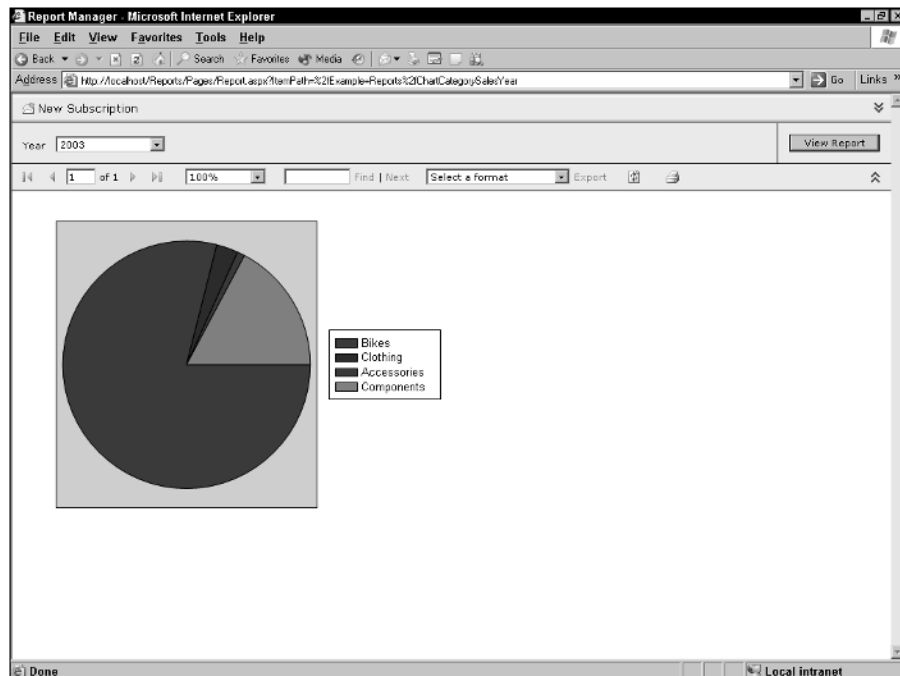 Report Manager - Microsoft Internet Explorer
File Edit View Favorites Tools Help
Back Search Favorites Media
Address http://localhost/Reports/Pages/Report.aspx?ItemPath=%2fExample+Reports%2fChartCategorySalesYear Go Links »
New Subscription
Year 2003 View Report
1 of 1 100% Find | Next Select a format Export
Bikes
Clothing
Accessories
Components
Done Local intranet